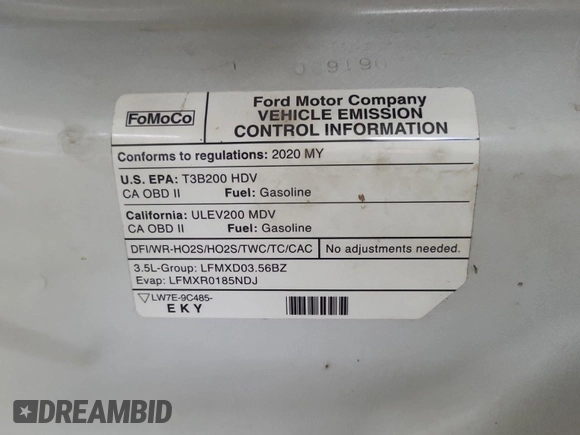 FoMoCo
Ford Motor Company
VEHICLE EMISSION
CONTROL INFORMATION
Conforms to regulations: 2020 MY
U.S. EPA: T3B200 HDV
CA OBD II Fuel: Gasoline
California: ULEV200 MDV
CA OBD II Fuel: Gasoline
DFI/WR-HO2S/HO2S/TWC/TC/CAC No adjustments needed.
3.5L-Group: LFMXD03.56BZ
Evap: LFMXR0185NDJ
LW7E-9C485-
EKY
DREAMBID